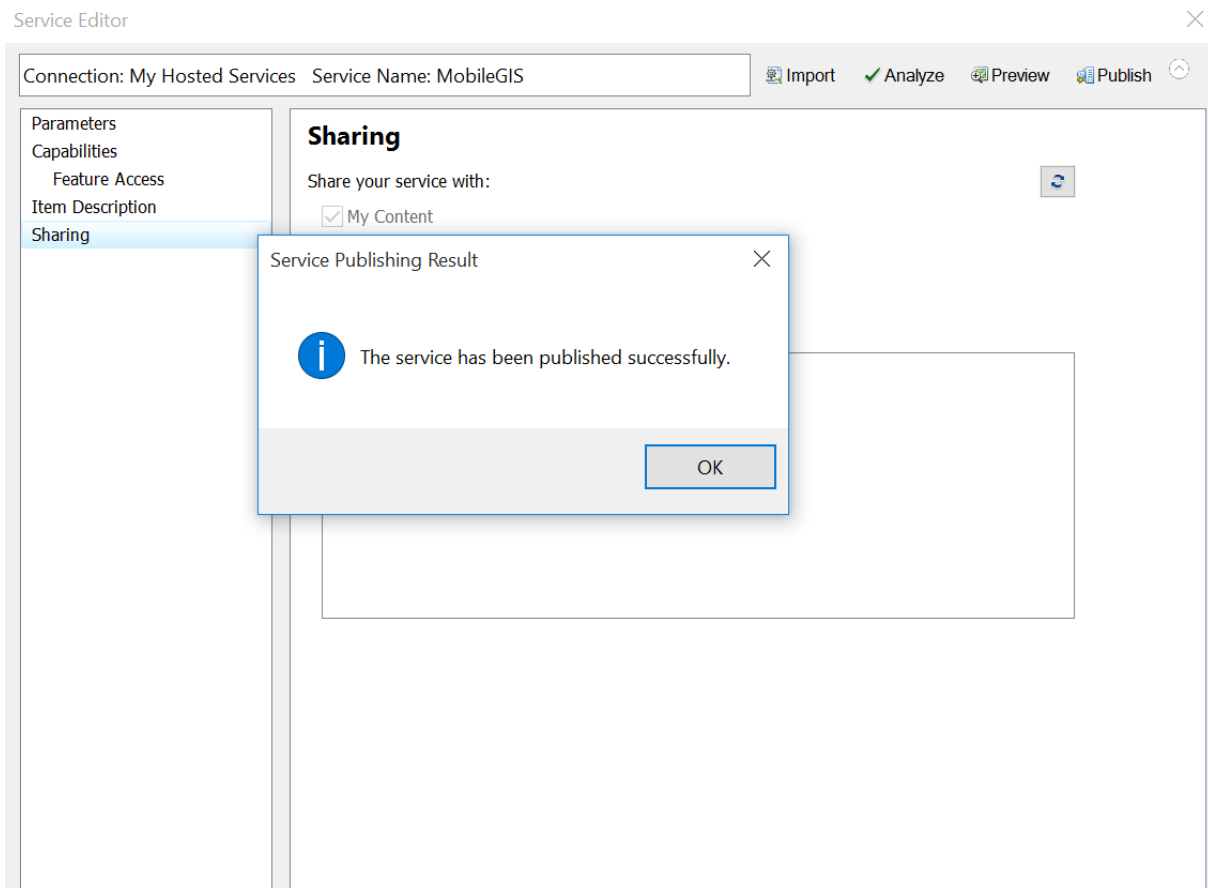 Service Editor
Connection: My Hosted Services   Service Name: MobileGIS
Import
Analyze
Preview
Publish
Parameters
Capabilities
Feature Access
Item Description
Sharing
Sharing
Share your service with:
My Content
Service Publishing Result
The service has been published successfully.
OK